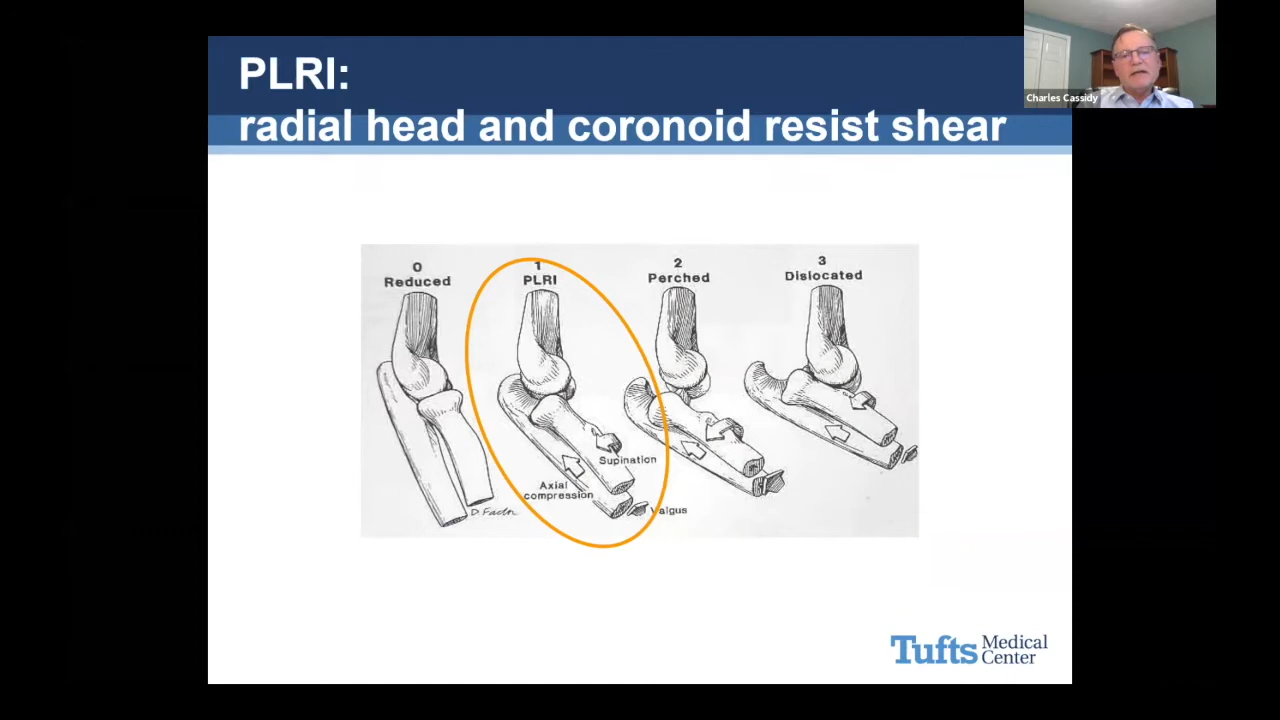 PLRI:
radial head and coronoid resist shear
Charles Cassidy
0
Reduced
1
PLRI
2
Perched
3
Dislocated
Supination
Axial
compression
Valgus
D. Factor
Tufts Medical
Center